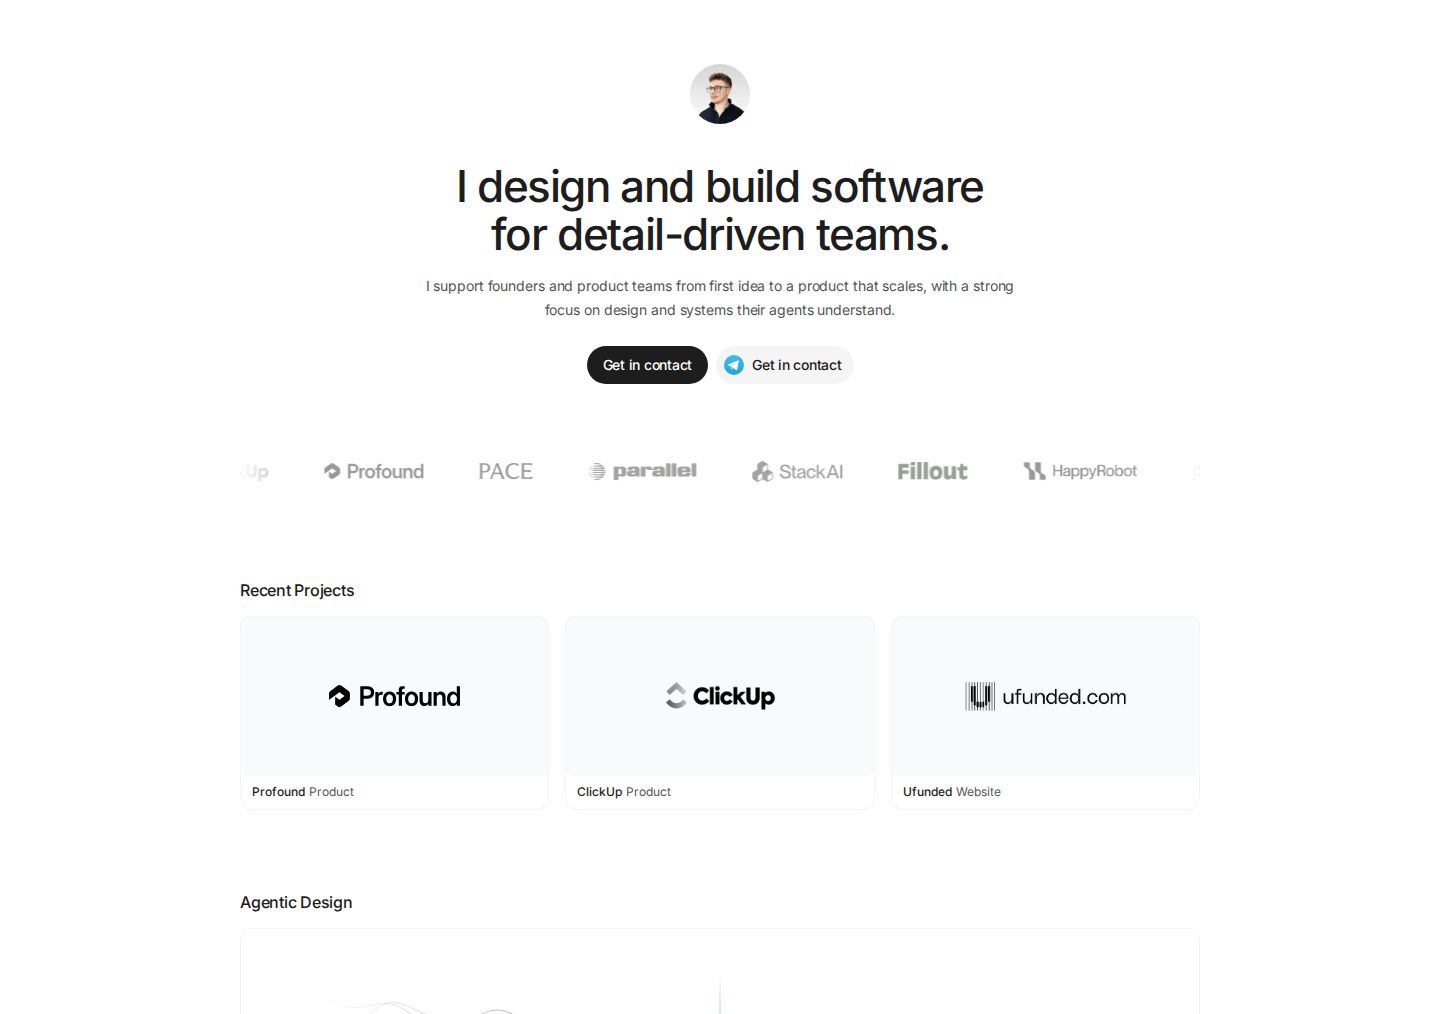 I design and build software
for detail-driven teams.
I support founders and product teams from first idea to a product that scales, with a strong
focus on design and systems their agents understand.
Get in contact Get in contact
Up Profound PACE parallel StackAI Fillout HappyRobot
Recent Projects
Profound ClickUp ufunded.com
Profound Product ClickUp Product Ufunded Website
Agentic Design